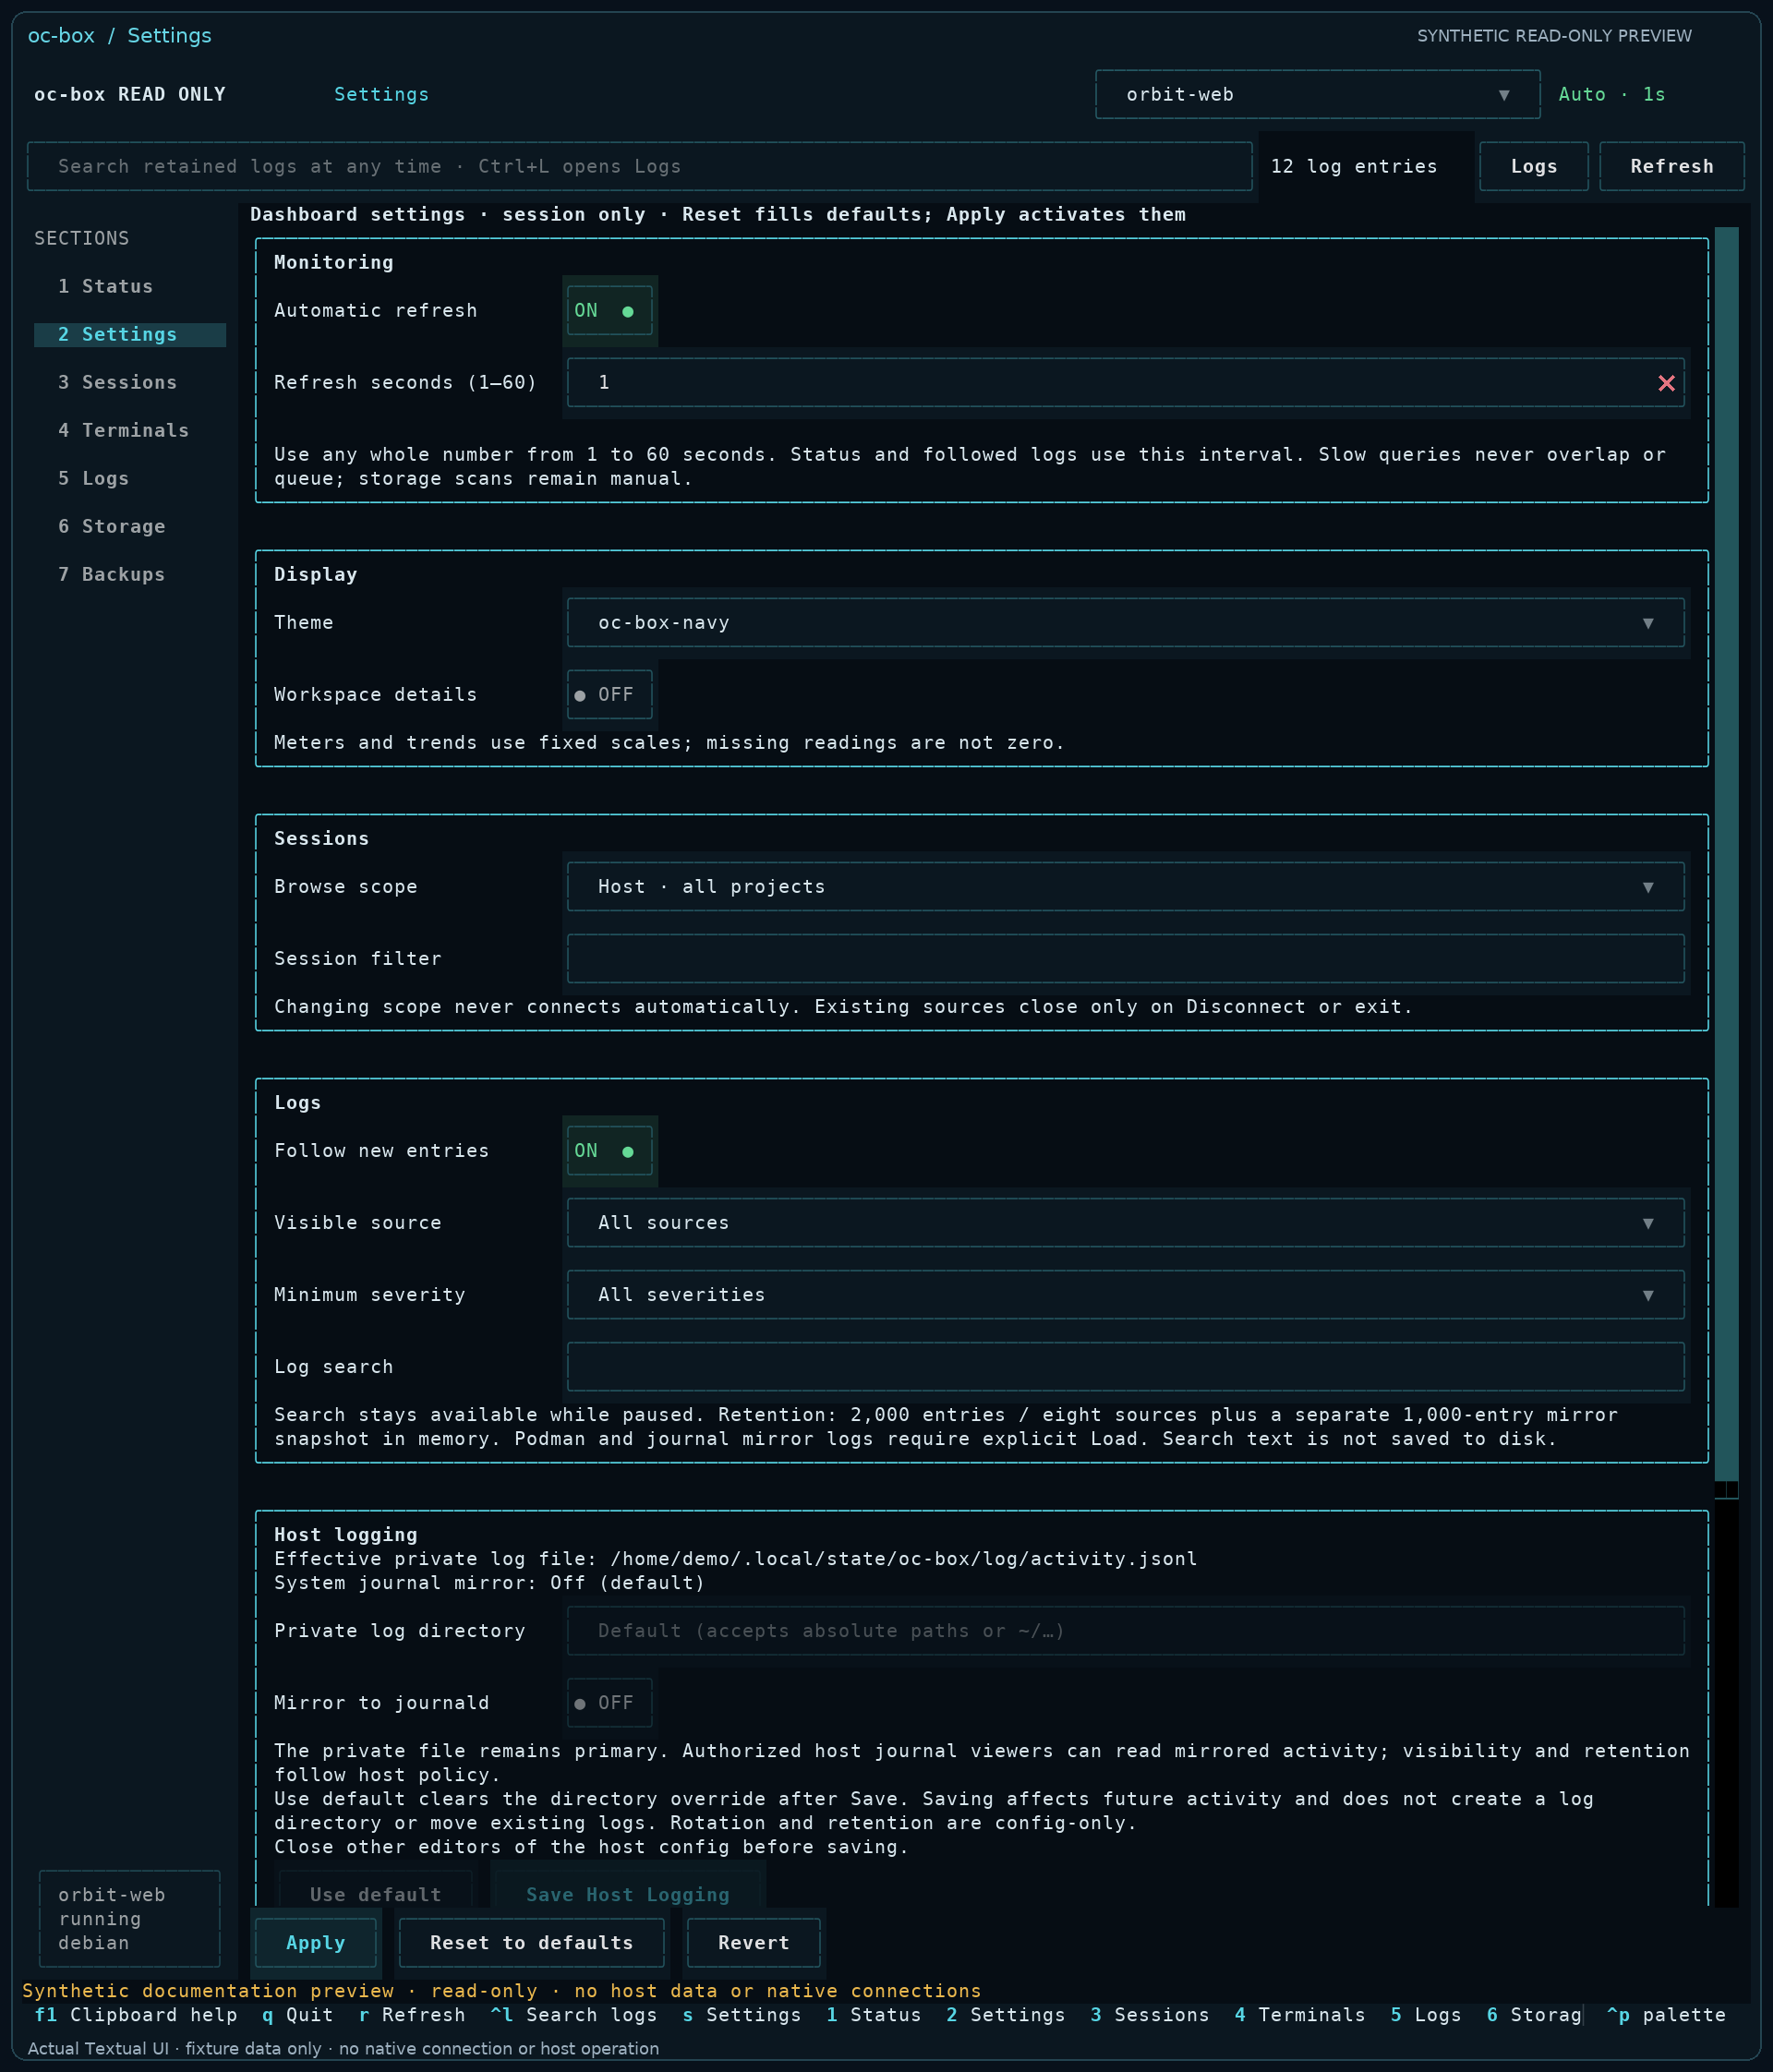 oc-box / Settings
SYNTHETIC READ-ONLY PREVIEW
oc-box READ ONLY
Settings
orbit-web ▼
Auto · 1s
Search retained logs at any time · Ctrl+L opens Logs
12 log entries
Logs
Refresh
SECTIONS
1 Status
2 Settings
3 Sessions
4 Terminals
5 Logs
6 Storage
7 Backups
orbit-web
running
debian
Dashboard settings · session only · Reset fills defaults; Apply activates them
Monitoring
Automatic refresh ON ●
Refresh seconds (1–60) 1 ✕
Use any whole number from 1 to 60 seconds. Status and followed logs use this interval. Slow queries never overlap or
queue; storage scans remain manual.
Display
Theme oc-box-navy ▼
Workspace details ● OFF
Meters and trends use fixed scales; missing readings are not zero.
Sessions
Browse scope Host · all projects ▼
Session filter
Changing scope never connects automatically. Existing sources close only on Disconnect or exit.
Logs
Follow new entries ON ●
Visible source All sources ▼
Minimum severity All severities ▼
Log search
Search stays available while paused. Retention: 2,000 entries / eight sources plus a separate 1,000-entry mirror
snapshot in memory. Podman and journal mirror logs require explicit Load. Search text is not saved to disk.
Host logging
Effective private log file: /home/demo/.local/state/oc-box/log/activity.jsonl
System journal mirror: Off (default)
Private log directory Default (accepts absolute paths or ~/…)
Mirror to journald ● OFF
The private file remains primary. Authorized host journal viewers can read mirrored activity; visibility and retention
follow host policy.
Use default clears the directory override after Save. Saving affects future activity and does not create a log
directory or move existing logs. Rotation and retention are config-only.
Close other editors of the host config before saving.
Use default
Save Host Logging
Apply
Reset to defaults
Revert
Synthetic documentation preview · read-only · no host data or native connections
f1 Clipboard help q Quit r Refresh ^l Search logs s Settings 1 Status 2 Settings 3 Sessions 4 Terminals 5 Logs 6 Storag ^p palette
Actual Textual UI · fixture data only · no native connection or host operation